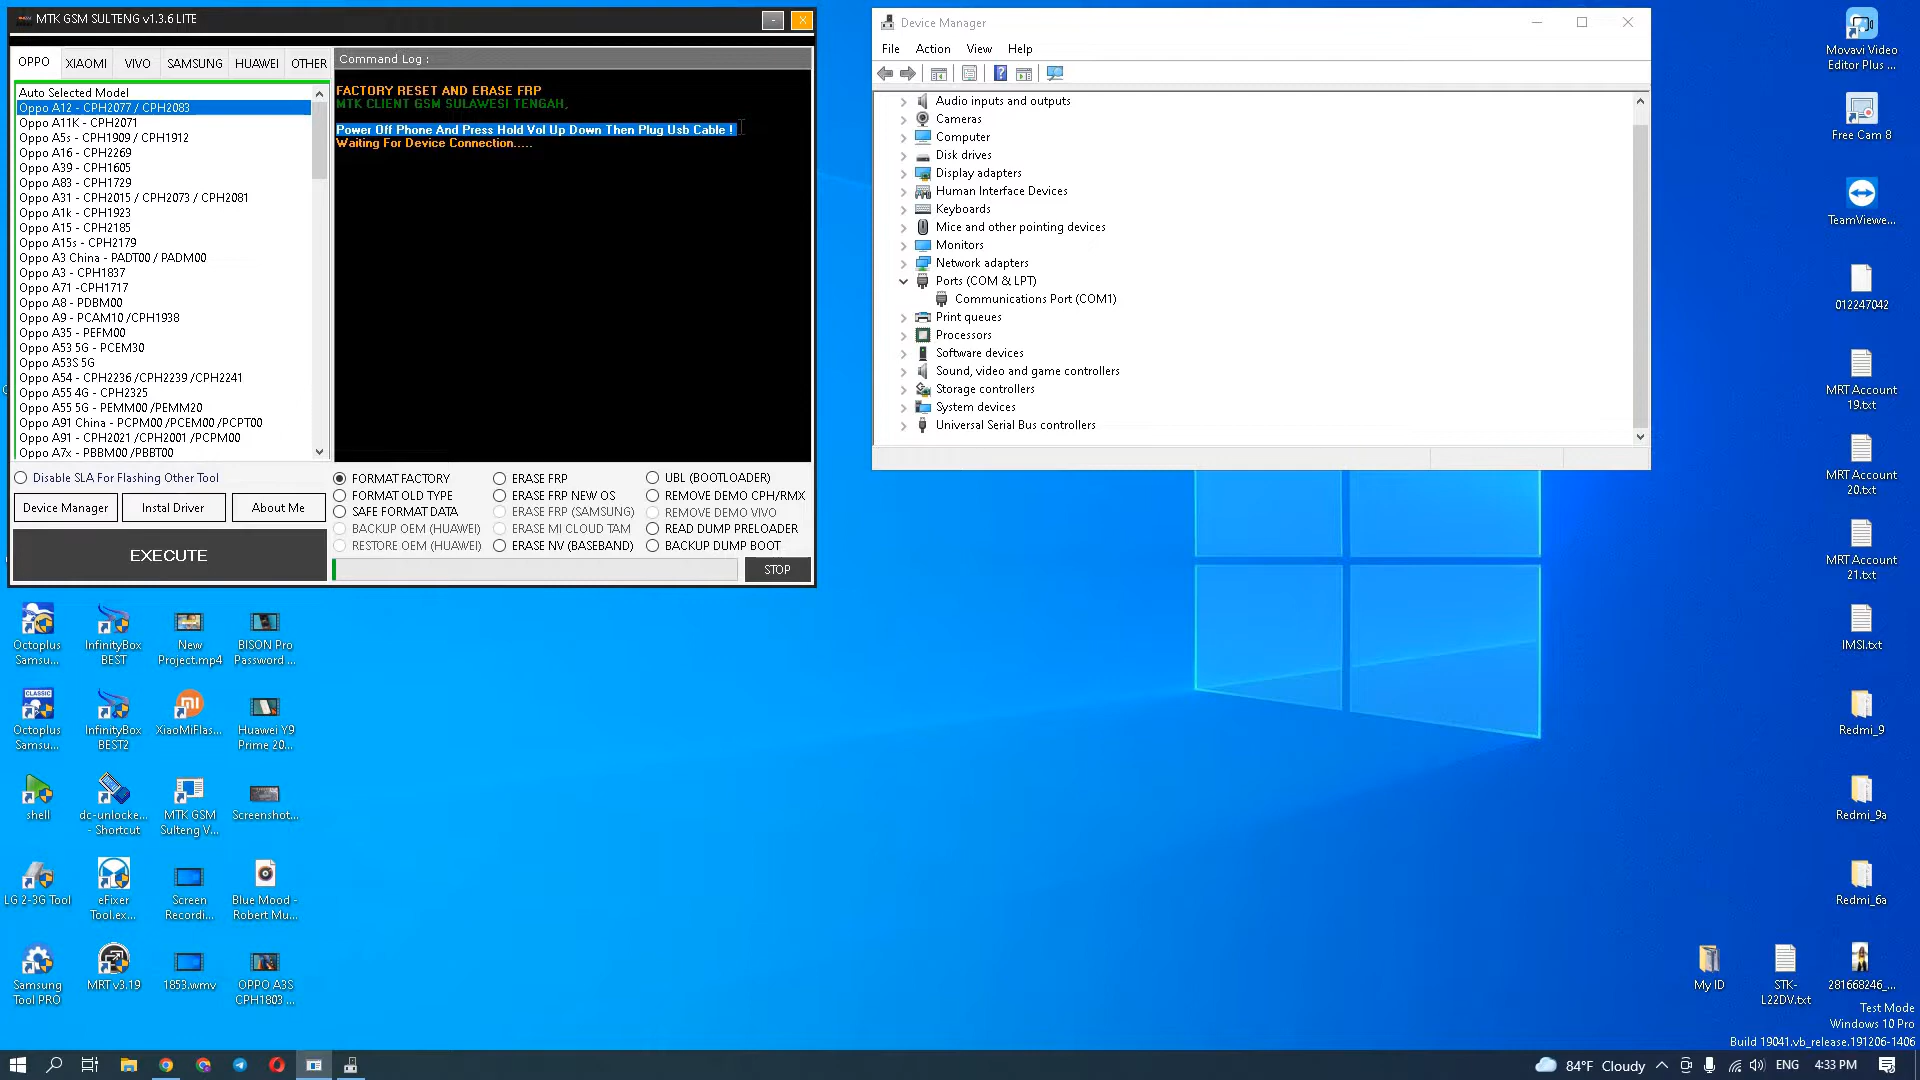 MTK GSM SULTENG v1.3.6 LITE
OPPO
XIAOMI
VIVO
SAMSUNG
HUAWEI
OTHER
Command Log :
Auto Selected Model
Oppo A12 - CPH2077 / CPH2083
Oppo A11K - CPH2071
Oppo A5s - CPH1909 / CPH1912
Oppo A16 - CPH2269
Oppo A39 - CPH1605
Oppo A83 - CPH1729
Oppo A31 - CPH2015 / CPH2073 / CPH2081
Oppo A1k - CPH1923
Oppo A15 - CPH2185
Oppo A15s - CPH2179
Oppo A3 China - PADT00 / PADM00
Oppo A3 - CPH1837
Oppo A71 -CPH1717
Oppo A8 - PDBM00
Oppo A9 - PCAM10 /CPH1938
Oppo A35 - PEFM00
Oppo A53 5G - PCEM30
Oppo A53S 5G
Oppo A54 - CPH2236 /CPH2239 /CPH2241
Oppo A55 4G - CPH2325
Oppo A55 5G - PEMM00 /PEMM20
Oppo A91 China - PCPM00 /PCEM00 /PCPT00
Oppo A91 - CPH2021 /CPH2001 /PCPM00
Oppo A7x - PBBM00 /PBBT00
FACTORY RESET AND ERASE FRP
MTK CLIENT GSM SULAWESI TENGAH,
Power Off Phone And Press Hold Vol Up Down Then Plug Usb Cable !
Waiting For Device Connection.....
Disable SLA For Flashing Other Tool
Device Manager
Instal Driver
About Me
EXECUTE
FORMAT FACTORY
FORMAT OLD TYPE
SAFE FORMAT DATA
BACKUP OEM (HUAWEI)
RESTORE OEM (HUAWEI)
ERASE FRP
ERASE FRP NEW OS
ERASE FRP (SAMSUNG)
ERASE MI CLOUD TAM
ERASE NV (BASEBAND)
UBL (BOOTLOADER)
REMOVE DEMO CPH/RMX
REMOVE DEMO VIVO
READ DUMP PRELOADER
BACKUP DUMP BOOT
STOP
Device Manager
File
Action
View
Help
Audio inputs and outputs
Cameras
Computer
Disk drives
Display adapters
Human Interface Devices
Keyboards
Mice and other pointing devices
Monitors
Network adapters
Ports (COM & LPT)
Communications Port (COM1)
Print queues
Processors
Software devices
Sound, video and game controllers
Storage controllers
System devices
Universal Serial Bus controllers
Movavi Video
Editor Plus ...
Free Cam 8
TeamViewe...
012247042
MRT Account
19.txt
MRT Account
20.txt
MRT Account
21.txt
IMSI.txt
Redmi_9
Redmi_9a
Redmi_6a
My ID
STK-
L22DV.txt
281668246_...
Octoplus
Samsu...
InfinityBox
BEST
New
Project.mp4
BISON Pro
Password ...
CLASSIC
Octoplus
Samsu...
InfinityBox
BEST2
XiaoMiFlas...
Huawei Y9
Prime 20...
shell
dc-unlocke...
- Shortcut
MTK GSM
Sulteng V...
Screenshot...
LG 2-3G Tool
eFixer
Tool.ex...
Screen
Recordi...
Blue Mood -
Robert Mu...
Samsung
Tool PRO
MRT v3.19
1853.wmv
OPPO A3S
CPH1803 ...
Test Mode
Windows 10 Pro
Build 19041.vb_release.191206-1406
84°F Cloudy
ENG
4:33 PM